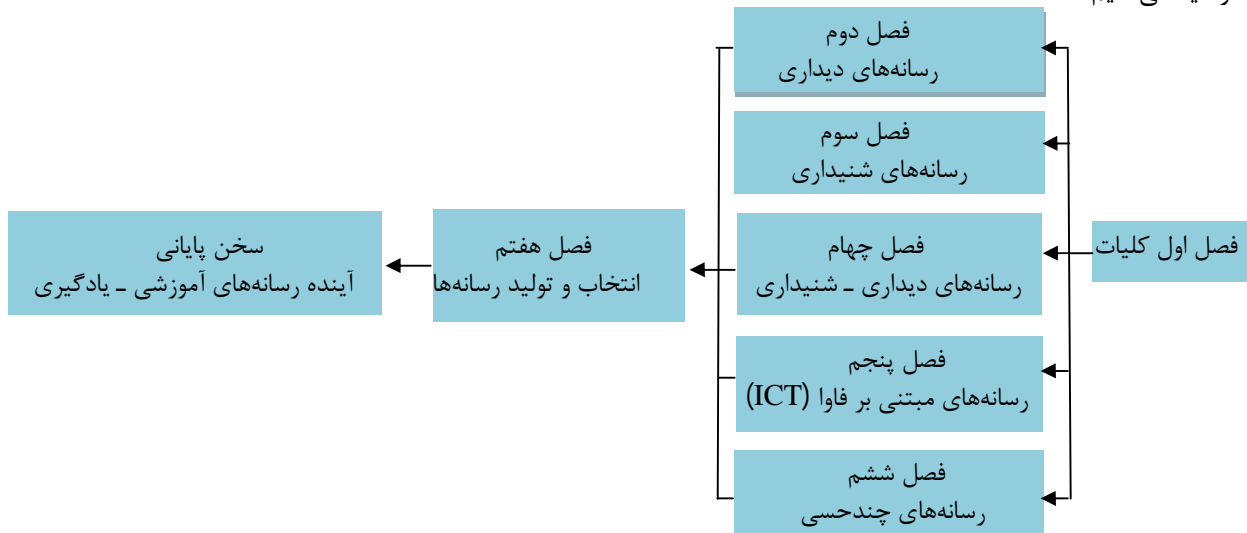 فصل اول کلیات
فصل دوم
رسانه‌های دیداری
فصل سوم
رسانه‌های شنیداری
فصل چهام
رسانه‌های دیداری ـ شنیداری
فصل پنجم
رسانه‌های مبتنی بر فاوا (ICT)
فصل ششم
رسانه‌های چندحسی
فصل هفتم
انتخاب و تولید رسانه‌ها
سخن پایانی
آینده رسانه‌های آموزشی ـ یادگیری